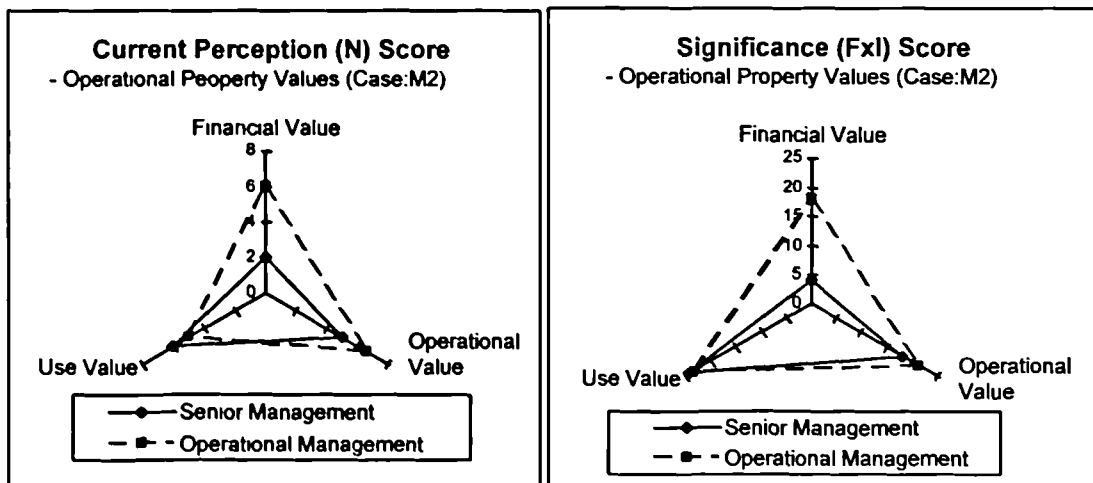 Current Perception (N) Score
- Operational Peoperty Values (Case:M2)
Financial Value
8
6
4
2
0
Use Value
Operational
Value
Senior Management
Operational Management
Significance (FxI) Score
- Operational Property Values (Case:M2)
Financial Value
25
20
15
10
5
0
Use Value
Operational
Value
Senior Management
Operational Management